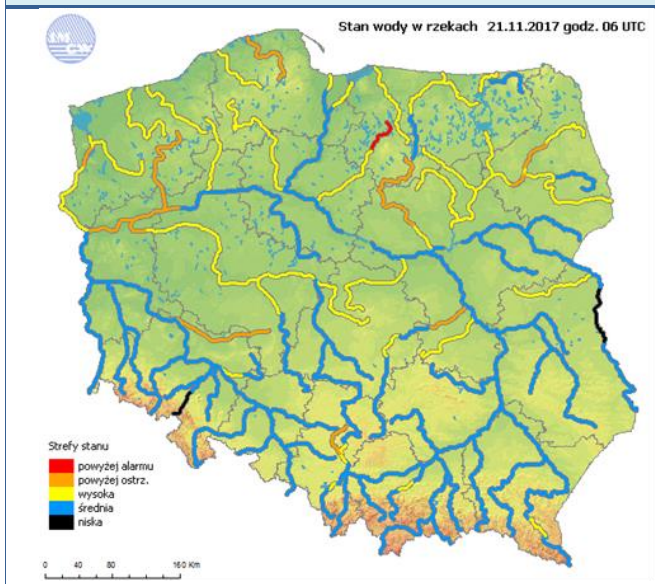 Stan wody w rzekach 21.11.2017 godz. 06 UTC
Strefy stanu
powyżej alarmu
powyżej ostrz.
wysoka
średnia
niska
0 40 80 160 Km